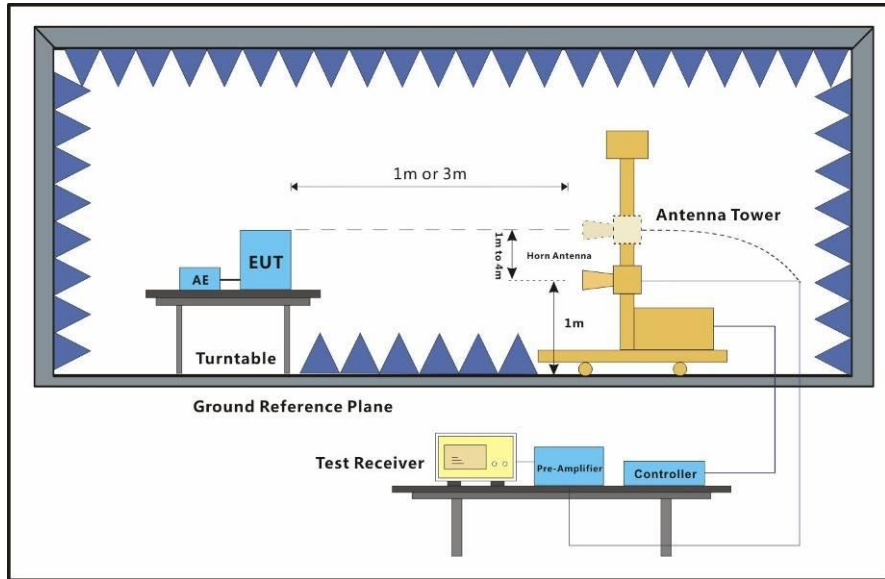 1m or 3m
Antenna Tower
1m to 4m
Horn Antenna
EUT
AE
1m
Turntable
Ground Reference Plane
Test Receiver
Pre-Amplifier
Controller